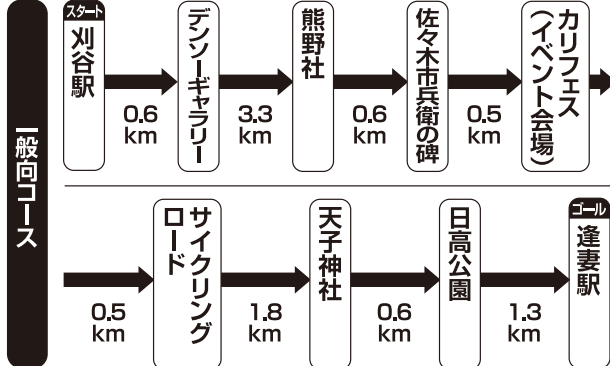 一般向コース
スタート
刈谷駅
0.6
km
デンソーギャラリー
3.3
km
熊野社
0.6
km
佐々木市兵衛の碑
0.5
km
カリフェス
(イベント会場)
0.5
km
サイクリング
ロード
1.8
km
天子神社
0.6
km
日高公園
1.3
km
ゴール
逢妻駅